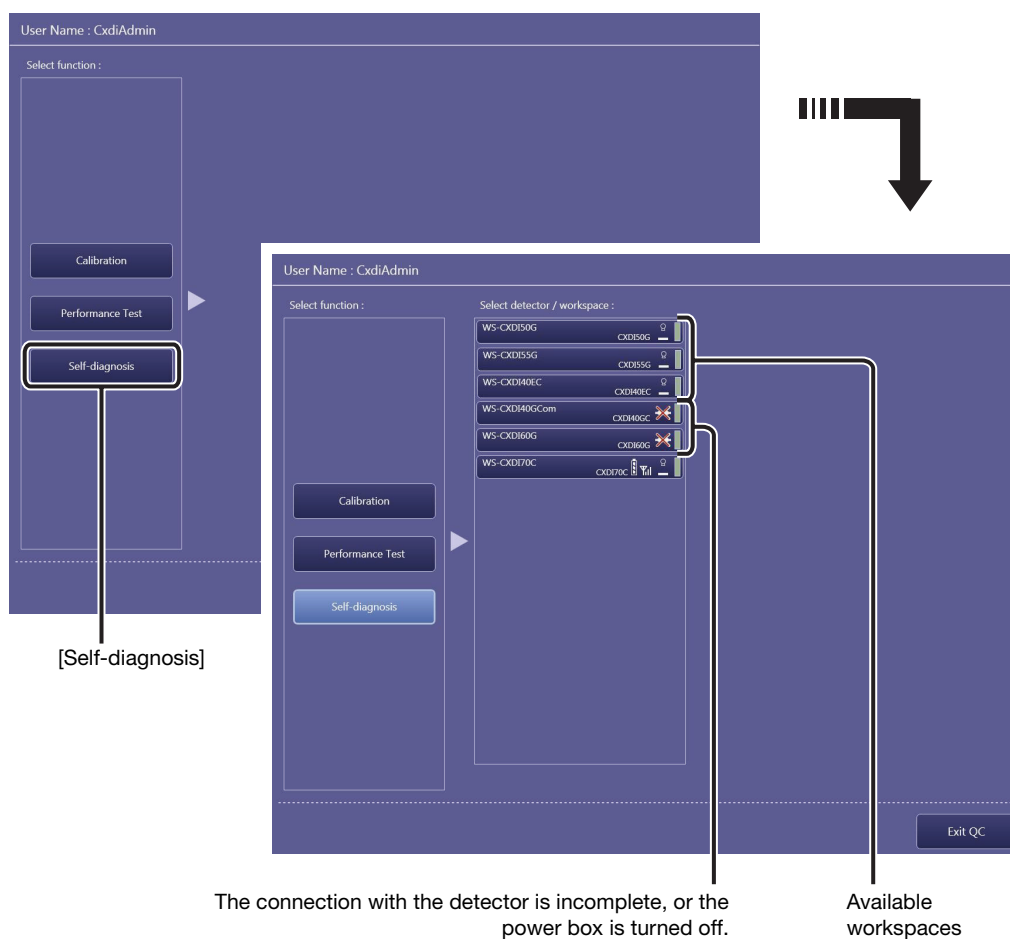 User Name : CxdiAdmin
Select function :
Calibration
Performance Test
Self-diagnosis
[Self-diagnosis]
User Name : CxdiAdmin
Select function :
Select detector / workspace :
WS-CXDI50G
CXDI50G
WS-CXDI55G
CXDI55G
WS-CXDI40EC
CXDI40EC
WS-CXDI40GCom
CXDI40GC
WS-CXDI60G
CXDI60G
WS-CXDI70C
CXDI70C
Calibration
Performance Test
Self-diagnosis
Exit QC
The connection with the detector is incomplete, or the
power box is turned off.
Available
workspaces